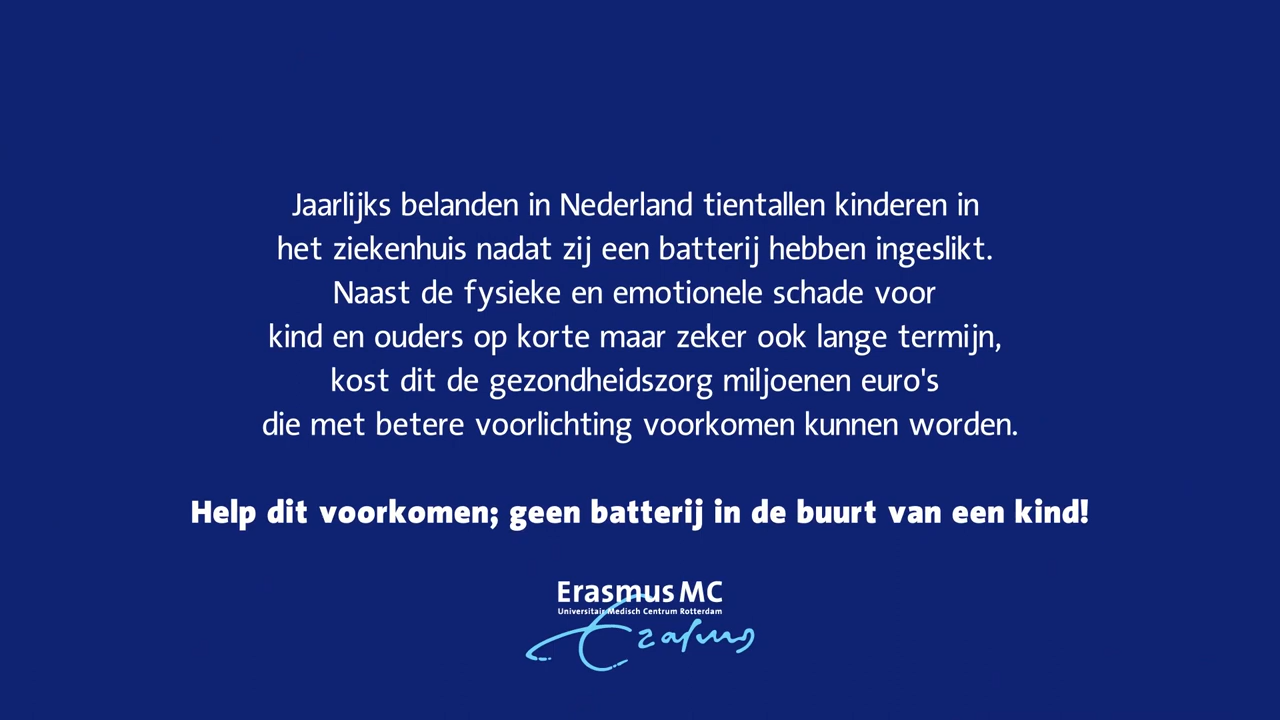 Jaarlijks belanden in Nederland tientallen kinderen in
het ziekenhuis nadat zij een batterij hebben ingeslikt.
Naast de fysieke en emotionele schade voor
kind en ouders op korte maar zeker ook lange termijn,
kost dit de gezondheidszorg miljoenen euro's
die met betere voorlichting voorkomen kunnen worden.
Help dit voorkomen; geen batterij in de buurt van een kind!
Erasmus MC
Universitair Medisch Centrum Rotterdam
Erasmus